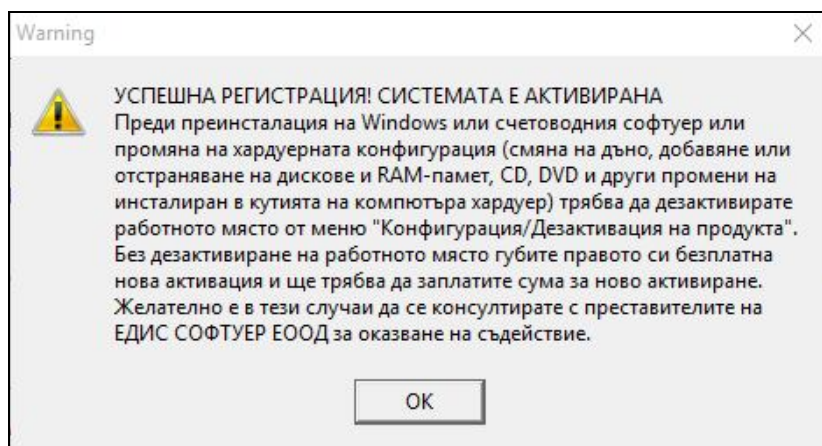 Warning
УСПЕШНА РЕГИСТРАЦИЯ! СИСТЕМАТА Е АКТИВИРАНА
Преди преинсталация на Windows или счетоводния софтуер или
промяна на хардуерната конфигурация (смяна на дъно, добавяне или
отстраняване на дискове и RAM-памет, CD, DVD и други промени на
инсталиран в кутията на компютъра хардуер) трябва да дезактивирате
работното място от меню "Конфигурация/Дезактивация на продукта".
Без дезактивиране на работното място губите правото си безплатна
нова активация и ще трябва да заплатите сума за ново активиране.
Желателно е в тези случаи да се консултирате с преставителите на
ЕДИС СОФТУЕР ЕООД за оказване на съдействие.
OK